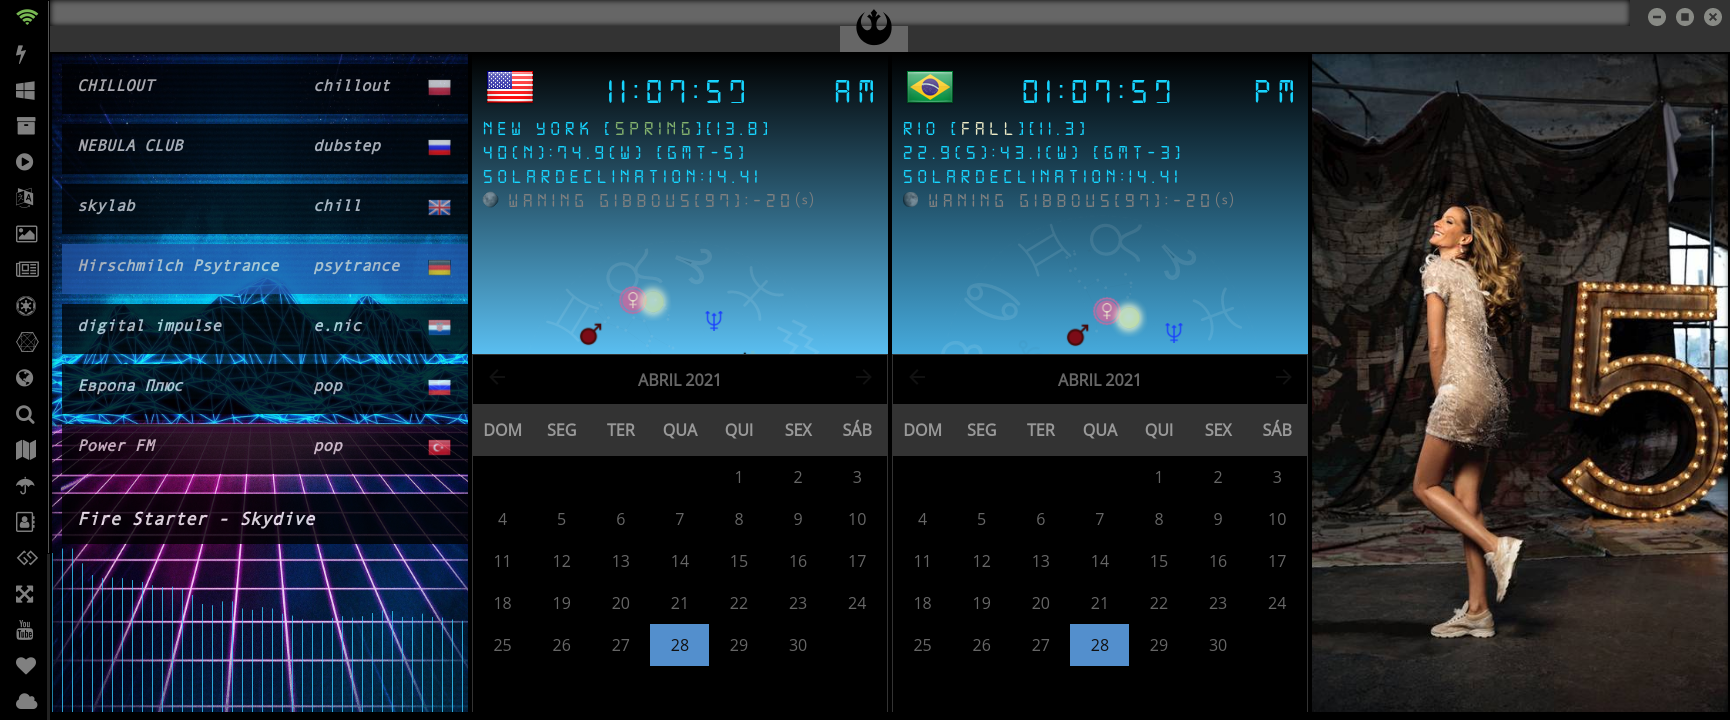 CHILLOUT chillout
NEBULA CLUB dubstep
skylab chill
Hirschmilch Psytrance psytrance
digital impulse e.nic
Европа Плюс pop
Power FM pop
Fire Starter - Skydive
11:07:57 AM
NEW YORK [SPRING][13.8]
40(N):74.9(W) [GMT-5]
SOLARDECLINATION:14.41
WANING GIBBOUS[97]:-20(s)
ABRIL 2021
DOM SEG TER QUA QUI SEX SÁB
1 2 3
4 5 6 7 8 9 10
11 12 13 14 15 16 17
18 19 20 21 22 23 24
25 26 27 28 29 30
01:07:57 PM
RIO [FALL][11.3]
22.9(S):43.1(W) [GMT-3]
SOLARDECLINATION:14.41
WANING GIBBOUS[97]:-20(s)
ABRIL 2021
DOM SEG TER QUA QUI SEX SÁB
1 2 3
4 5 6 7 8 9 10
11 12 13 14 15 16 17
18 19 20 21 22 23 24
25 26 27 28 29 30
5
You
Tube